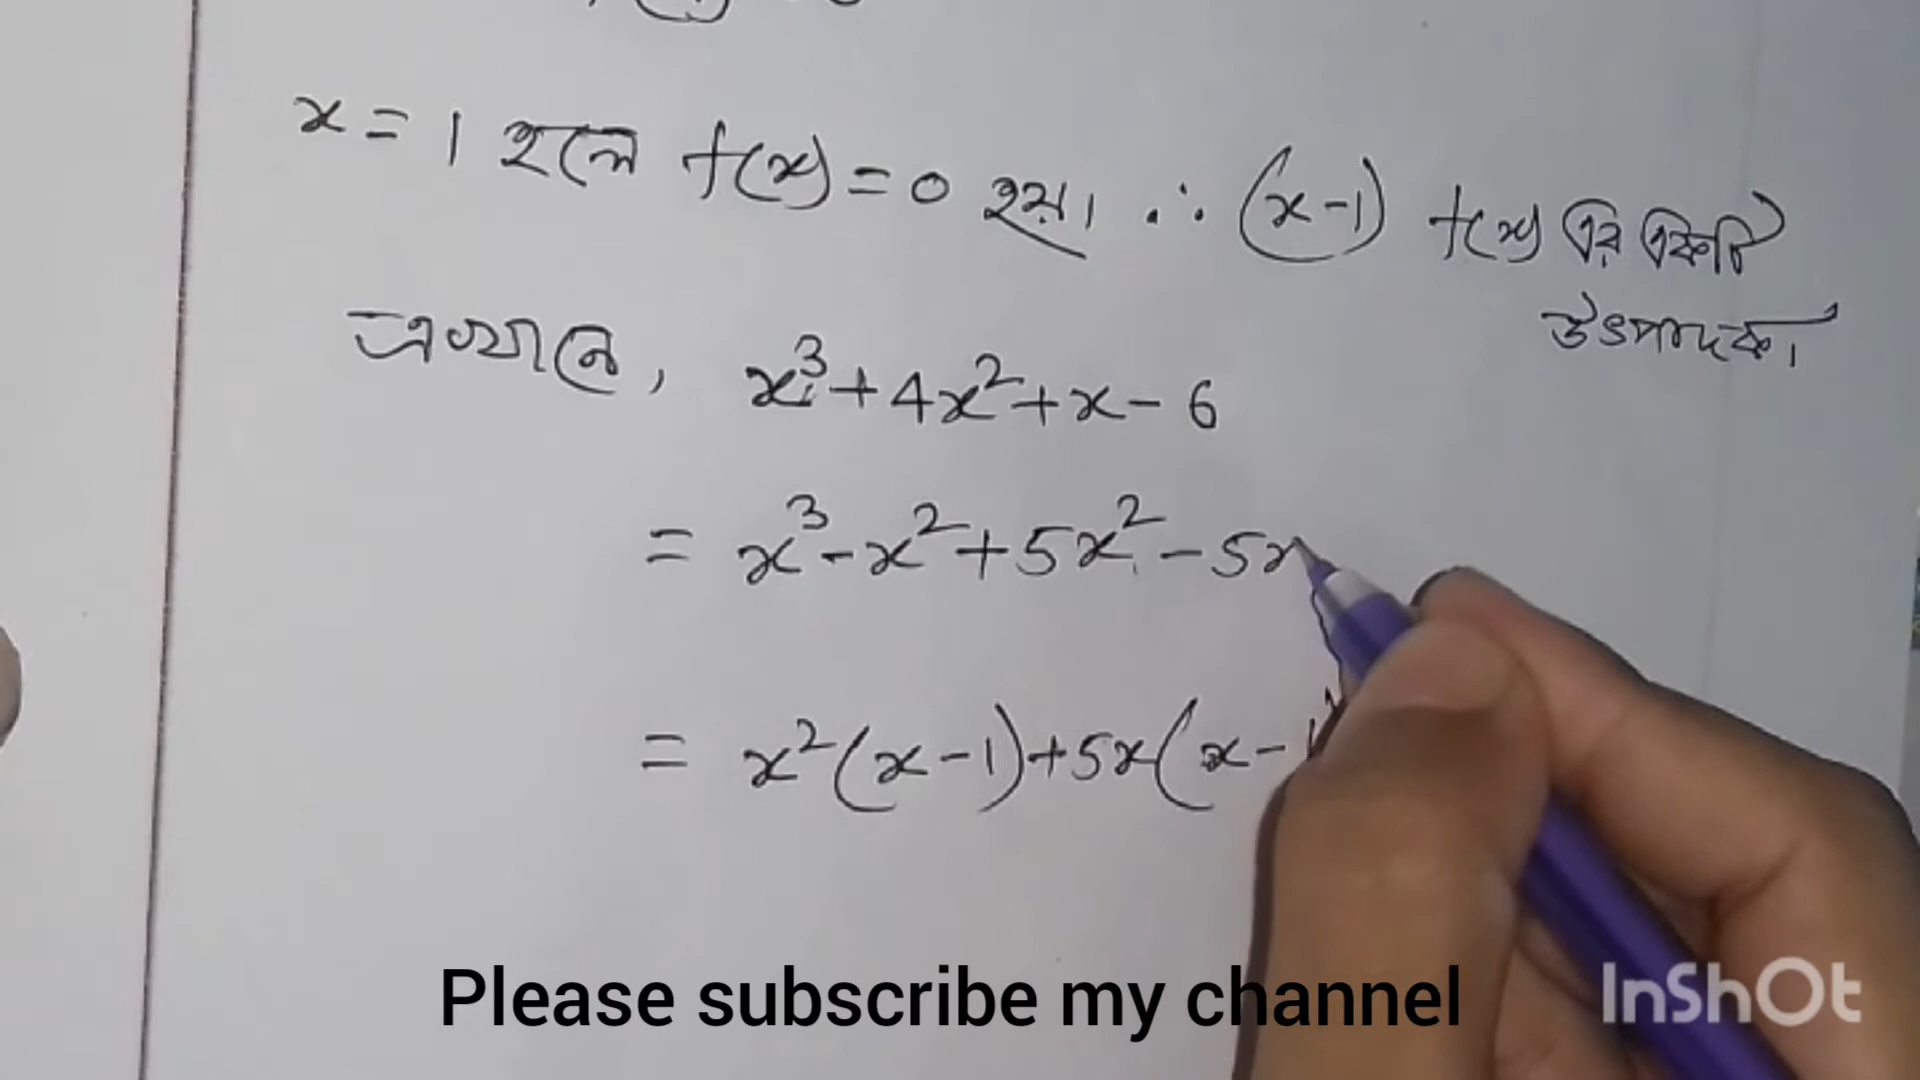 x = 1 হলে f(x) = 0 হয়। ∴ (x-1) f(x) এর একটি
উৎপাদক।
এখানে, x³+4x²+x-6
= x³-x²+5x²-5x
= x²(x-1)+5x(x-1)
Please subscribe my channel
InShOt